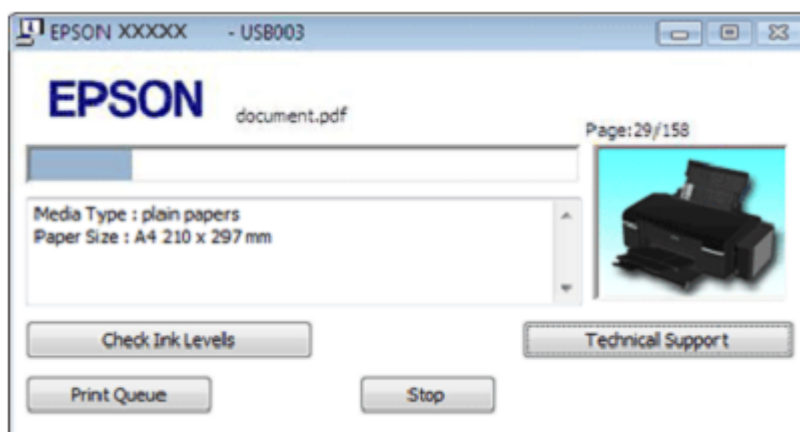 EPSON XXXXX - USB003
EPSON
document.pdf
Page:29/158
Media Type : plain papers
Paper Size : A4 210 x 297 mm
Check Ink Levels
Technical Support
Print Queue
Stop